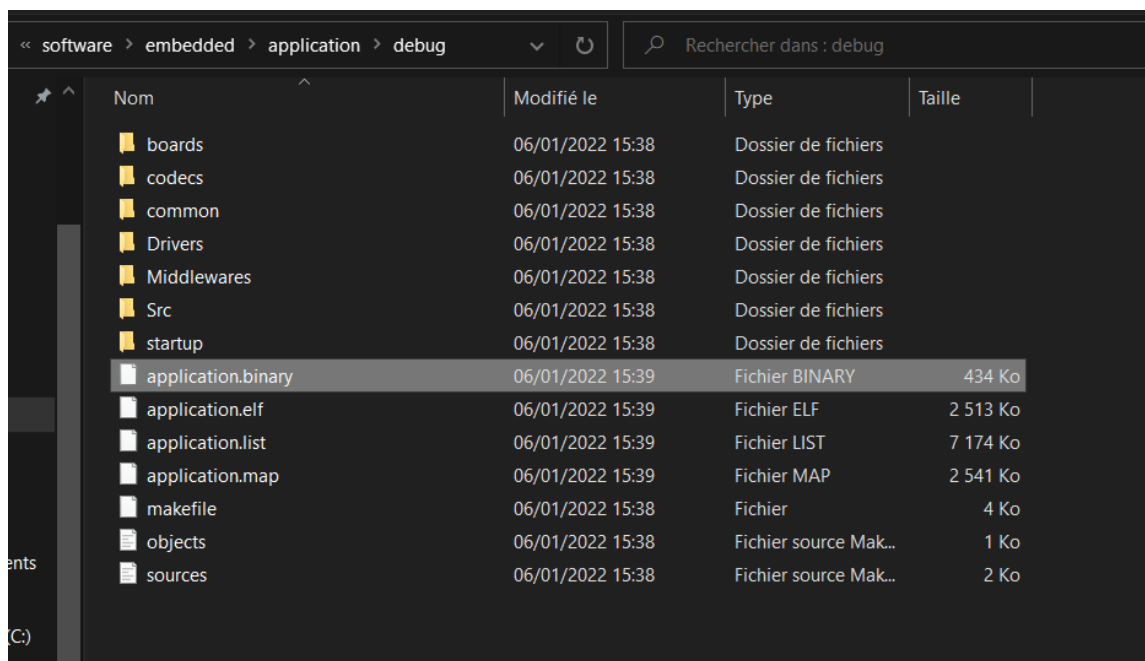 « software > embedded > application > debug Rechercher dans : debug
Nom Modifié le Type Taille
boards 06/01/2022 15:38 Dossier de fichiers
codecs 06/01/2022 15:38 Dossier de fichiers
common 06/01/2022 15:38 Dossier de fichiers
Drivers 06/01/2022 15:38 Dossier de fichiers
Middlewares 06/01/2022 15:38 Dossier de fichiers
Src 06/01/2022 15:38 Dossier de fichiers
startup 06/01/2022 15:38 Dossier de fichiers
application.binary 06/01/2022 15:39 Fichier BINARY 434 Ko
application.elf 06/01/2022 15:39 Fichier ELF 2 513 Ko
application.list 06/01/2022 15:39 Fichier LIST 7 174 Ko
application.map 06/01/2022 15:39 Fichier MAP 2 541 Ko
makefile 06/01/2022 15:38 Fichier 4 Ko
objects 06/01/2022 15:38 Fichier source Mak... 1 Ko
ents
sources 06/01/2022 15:38 Fichier source Mak... 2 Ko
(C:)